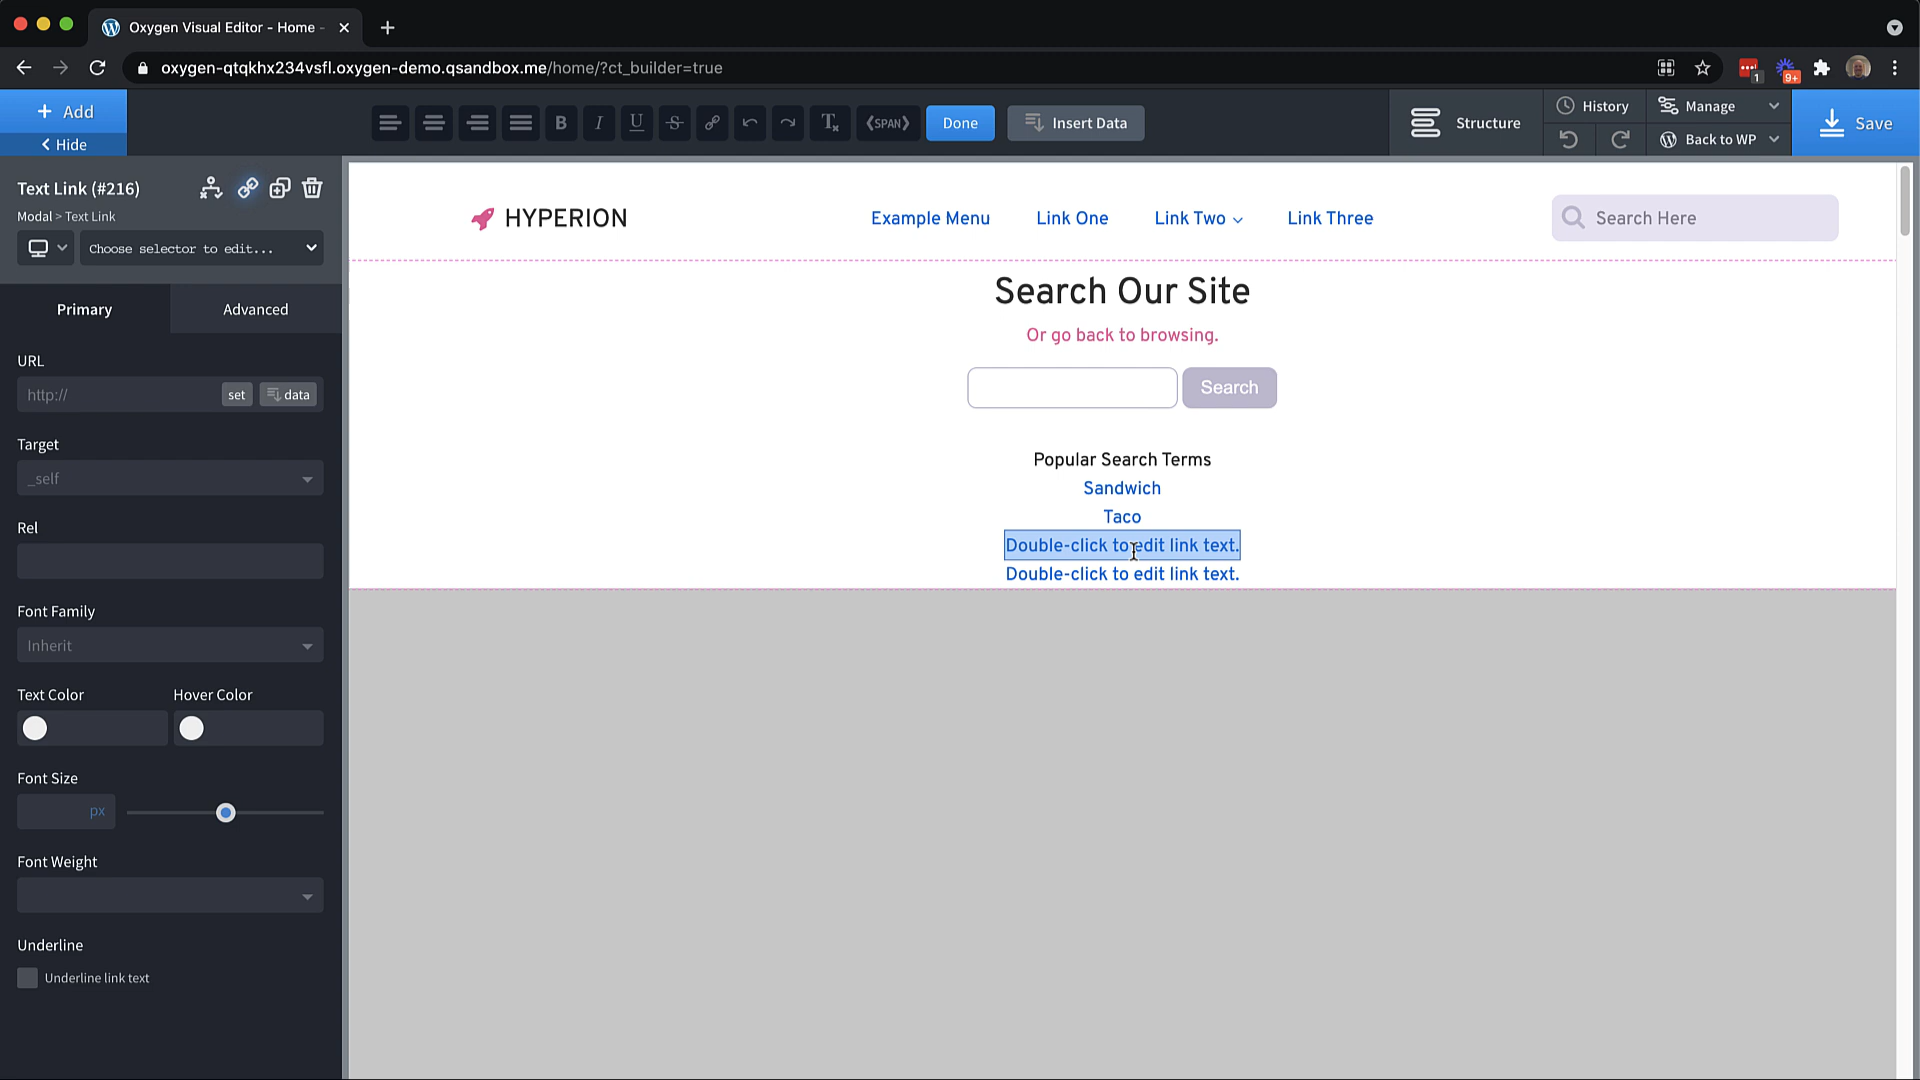 Oxygen Visual Editor - Home -
oxygen-qtqkhx234vsfl.oxygen-demo.qsandbox.me/home/?ct_builder=true
1
9+
+ Add
Hide
B
I
U
S
Tx
<SPAN>
Done
Insert Data
Structure
History
Manage
Back to WP
Save
Text Link (#216)
Modal > Text Link
Choose selector to edit...
Primary
Advanced
URL
http://
set
data
Target
_self
Rel
Font Family
Inherit
Text Color
Hover Color
Font Size
px
Font Weight
Underline
Underline link text
HYPERION
Example Menu
Link One
Link Two
Link Three
Search Here
Search Our Site
Or go back to browsing.
Search
Popular Search Terms
Sandwich
Taco
Double-click to edit link text.
Double-click to edit link text.